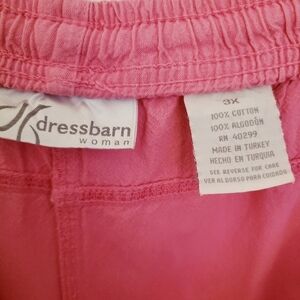 dressbarn
woman
3X
100% COTTON
100% ALGODÓN
RN 40299
MADE IN TURKEY
HECHO EN TURQUIA
SEE REVERSE FOR CARE
VER AL DORSO PARA CUIDADO